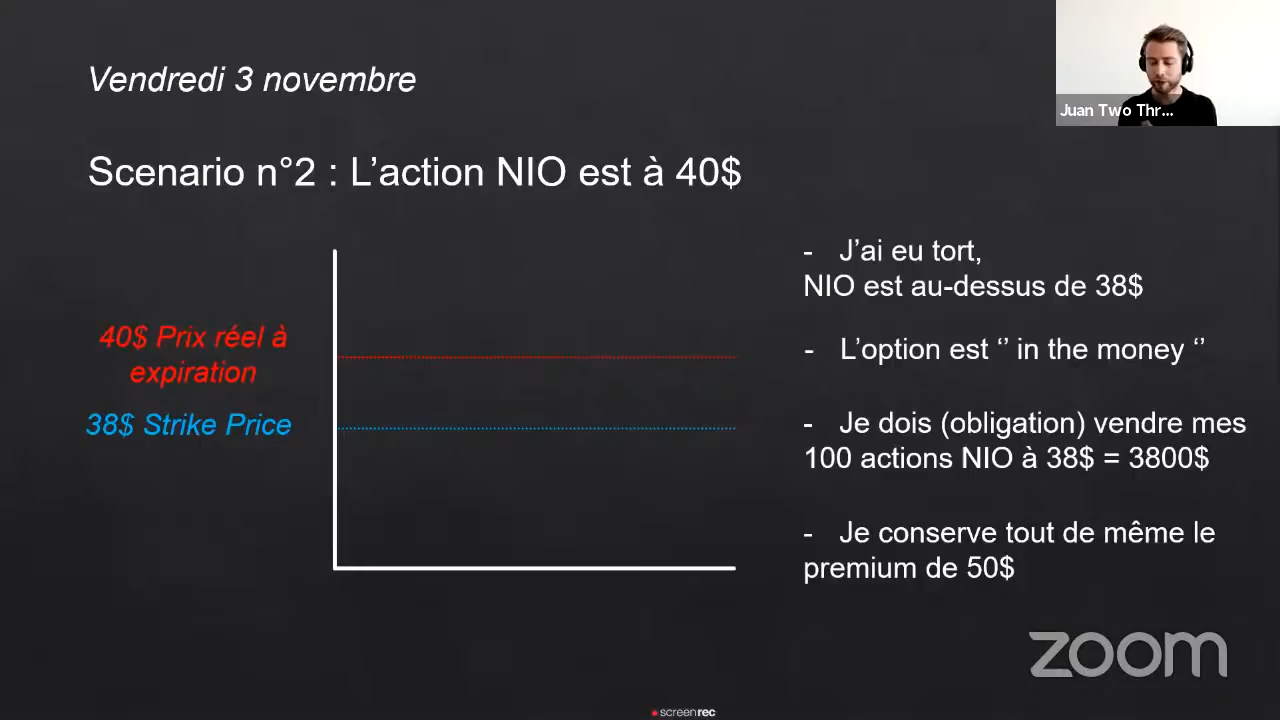 Vendredi 3 novembre
Juan Two Thr...
Scenario n°2 : L’action NIO est à 40$
40$ Prix réel à
expiration
38$ Strike Price
- J’ai eu tort,
NIO est au-dessus de 38$
- L’option est ‘’ in the money ‘’
- Je dois (obligation) vendre mes
100 actions NIO à 38$ = 3800$
- Je conserve tout de même le
premium de 50$
zoom
screenrec